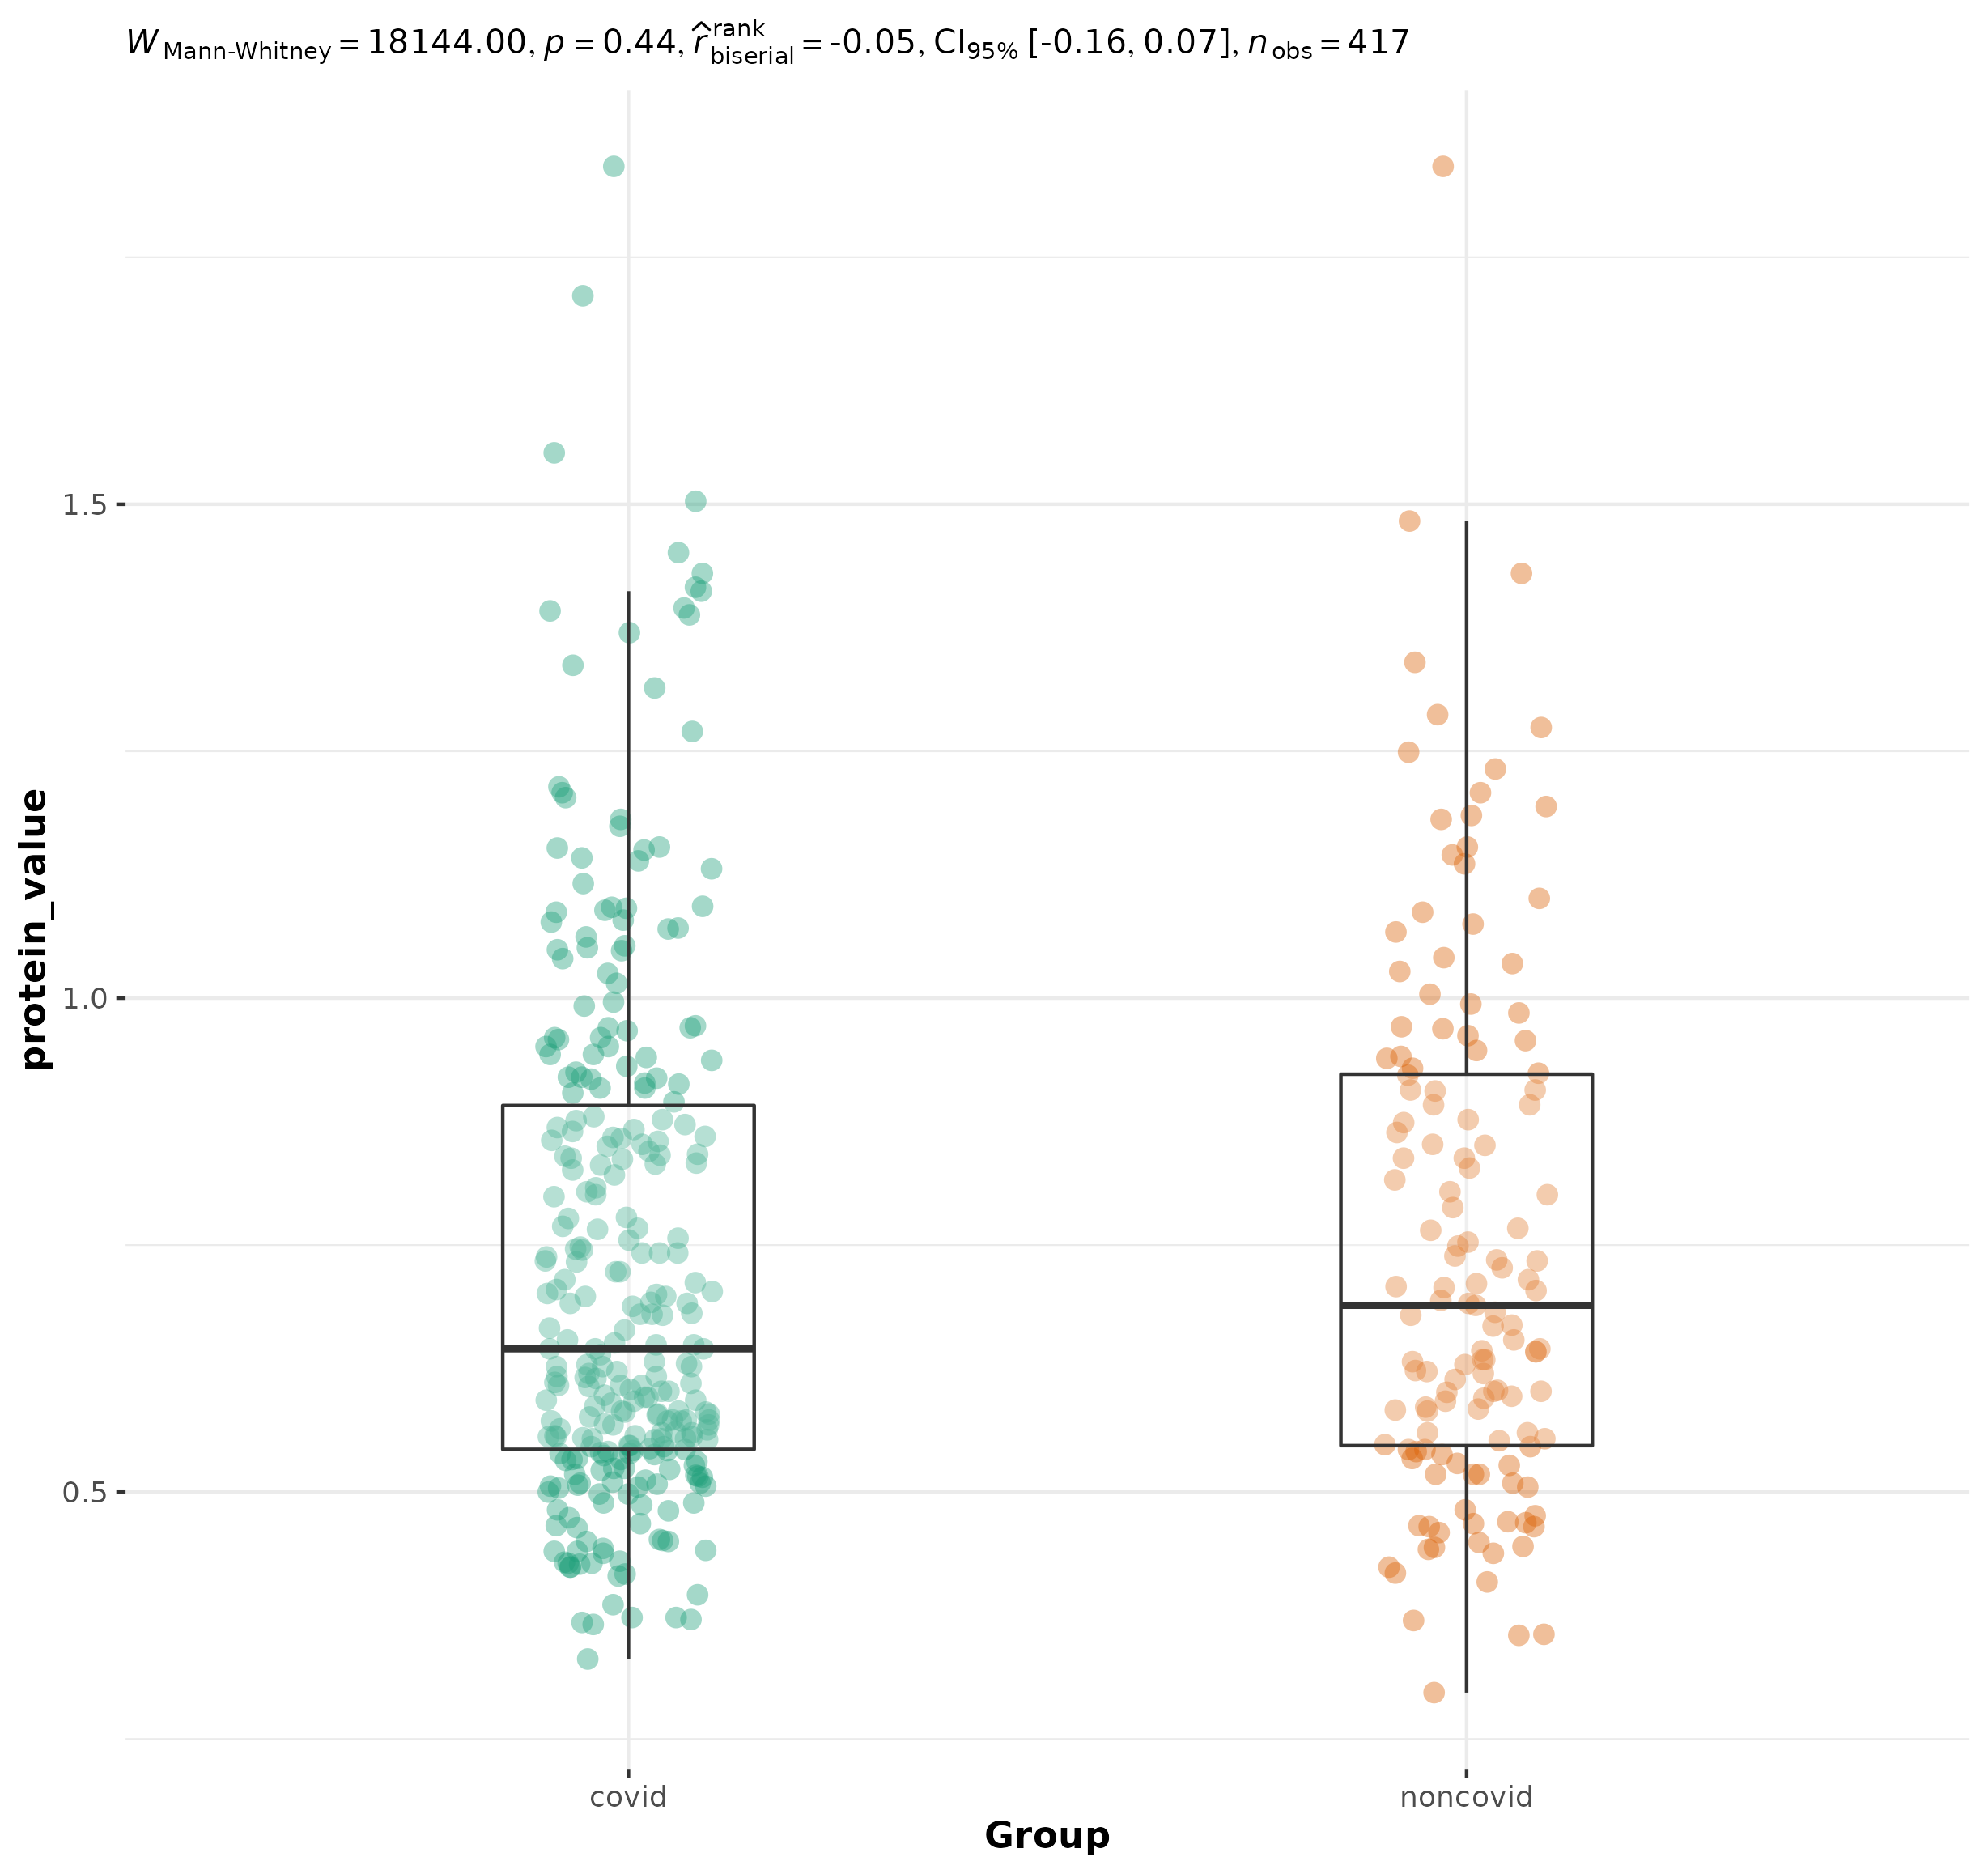 W Mann-Whitney = 18144.00, p = 0.44, r̂ rank biserial = -0.05, CI95% [-0.16, 0.07], n obs = 417
protein_value
1.5
1.0
0.5
covid noncovid
Group